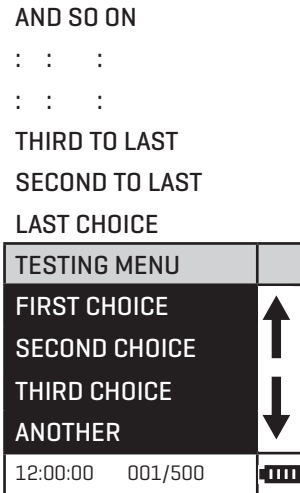 AND SO ON
: : :
: : :
THIRD TO LAST
SECOND TO LAST
LAST CHOICE
TESTING MENU
FIRST CHOICE
SECOND CHOICE
THIRD CHOICE
ANOTHER
12:00:00 001/500